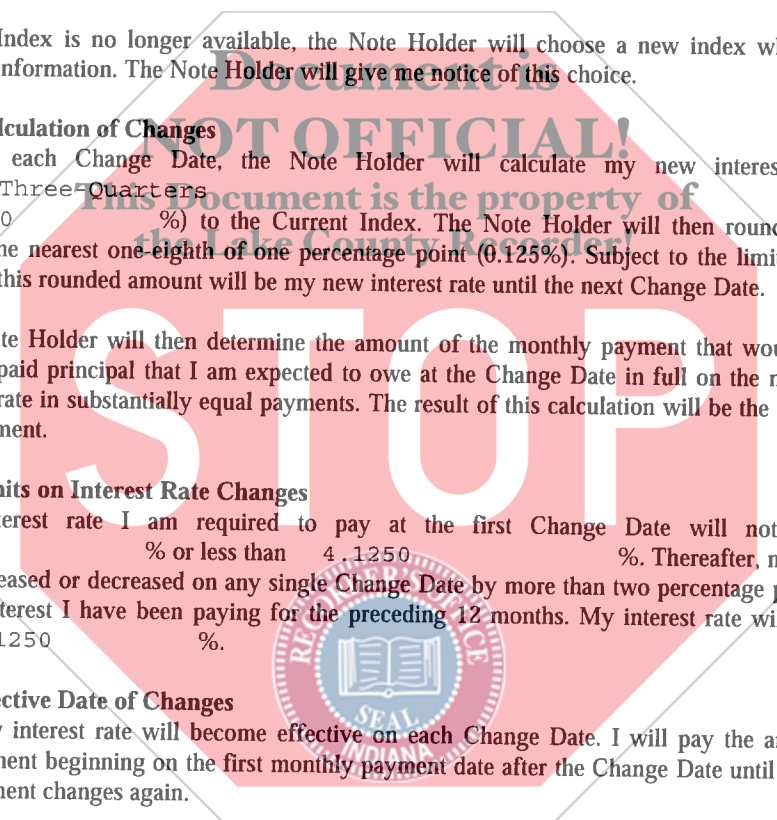 Index is no longer available, the Note Holder will choose a new index
nformation. The Note Holder will give me notice of this choice.
Document is
lculation of Changes
NOT OFFICIAL!
each Change Date, the Note Holder will calculate my new interes
Three-Quarters
This Document is the property of
0 %) to the Current Index. The Note Holder will then round
the Lake County Recorder!
ne nearest one-eighth of one percentage point (0.125%). Subject to the limit
this rounded amount will be my new interest rate until the next Change Date.
te Holder will then determine the amount of the monthly payment that wou
paid principal that I am expected to owe at the Change Date in full on the
rate in substantially equal payments. The result of this calculation will be the
ment.
STOP
nits on Interest Rate Changes
terest rate I am required to pay at the first Change Date will not
% or less than 4.1250 %. Thereafter,
eased or decreased on any single Change Date by more than two percentage
nterest I have been paying for the preceding 12 months. My interest rate wi
1250 %.
SEAL
INDIANA
ective Date of Changes
interest rate will become effective on each Change Date. I will pay the
ment beginning on the first monthly payment date after the Change Date until
ment changes again.